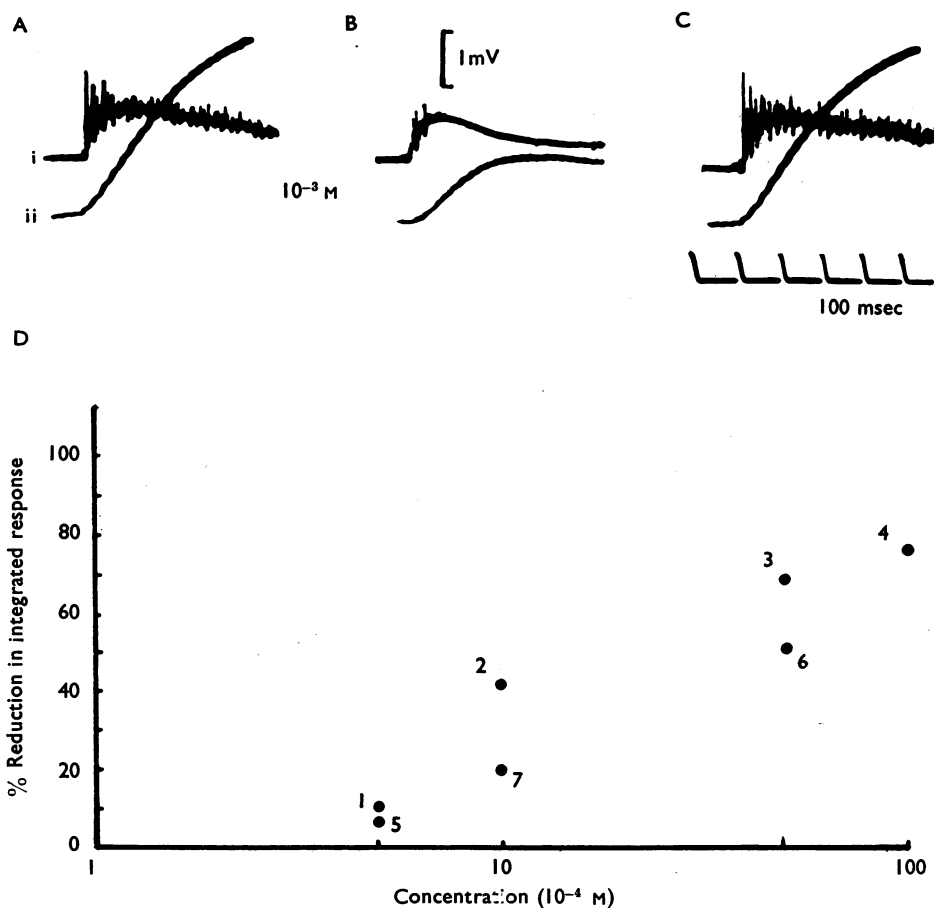 A
B
C
1mV
i
ii
10⁻³ M
100 msec
D
% Reduction in integrated response
100
80
60
40
20
0
1
10
100
1
2
3
4
5
6
7
Concentration (10⁻⁴ M)